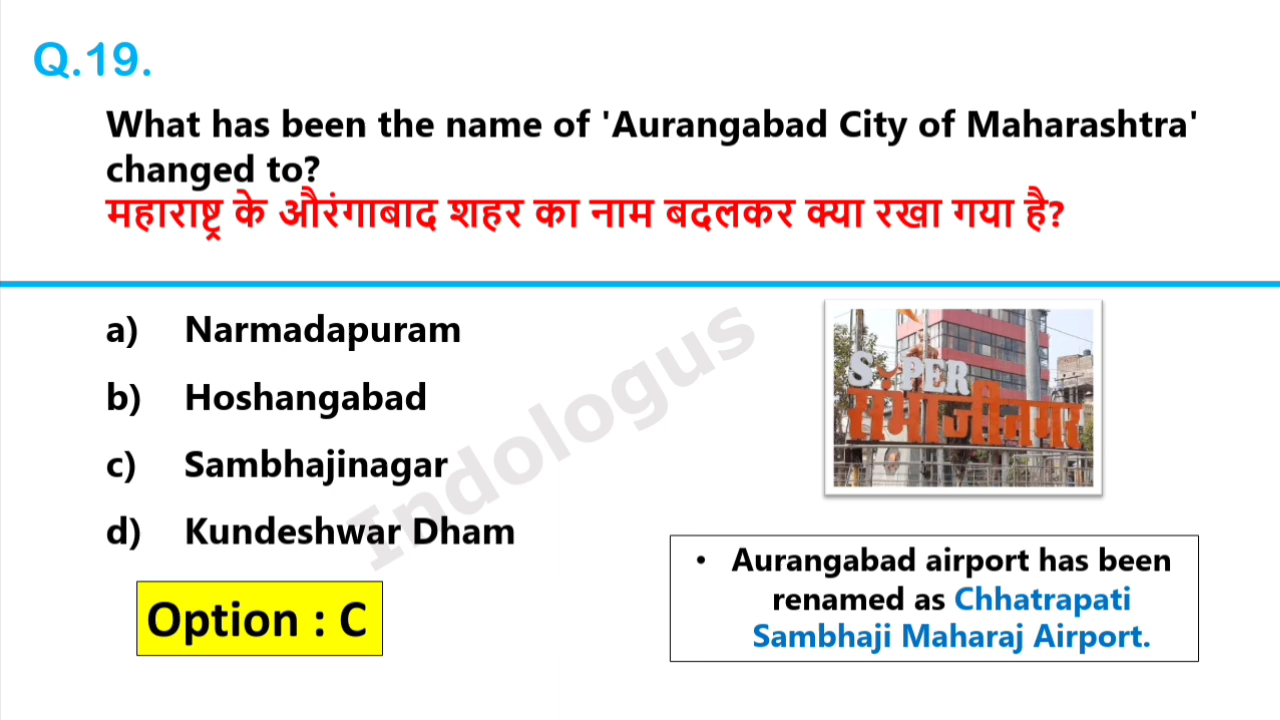 Q.19.
What has been the name of 'Aurangabad City of Maharashtra'
changed to?
महाराष्ट्र के औरंगाबाद शहर का नाम बदलकर क्या रखा गया है?
a) Narmadapuram
b) Hoshangabad
c) Sambhajinagar
d) Kundeshwar Dham
Option : C
Indologus
SUPER
संभाजीनगर
• Aurangabad airport has been
renamed as Chhatrapati
Sambhaji Maharaj Airport.